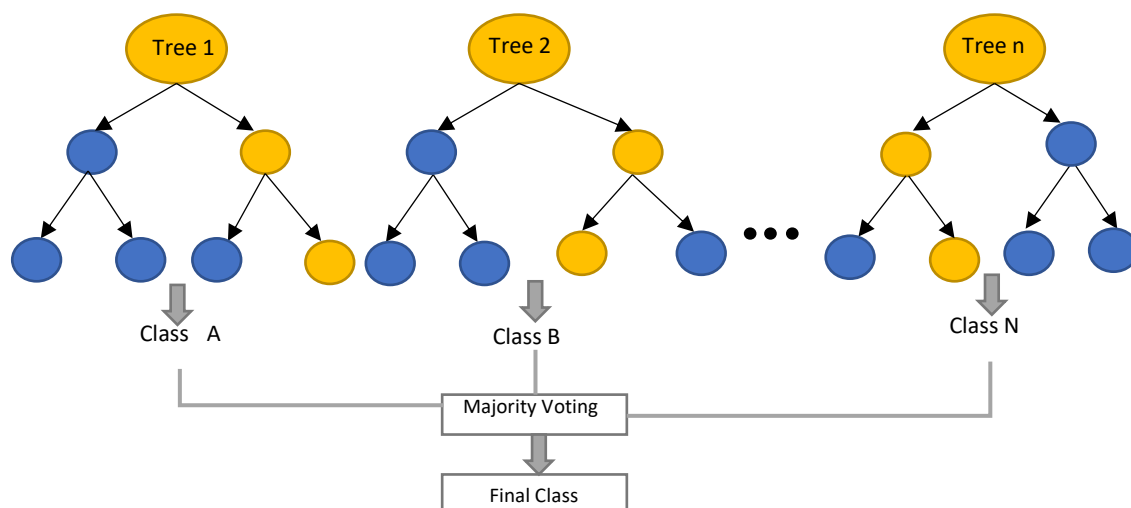 Tree 1
Tree 2
Tree n
Class A
Class B
Class N
Majority Voting
Final Class